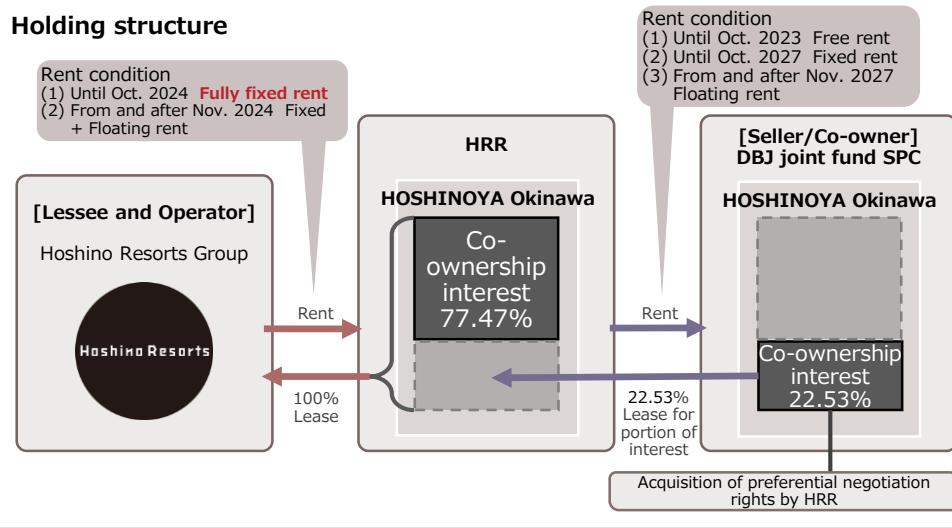 Holding structure
Rent condition
(1) Until Oct. 2024 Fully fixed rent
(2) From and after Nov. 2024 Fixed
+ Floating rent
Rent condition
(1) Until Oct. 2023 Free rent
(2) Until Oct. 2027 Fixed rent
(3) From and after Nov. 2027
Floating rent
[Lessee and Operator]
Hoshino Resorts Group
Hoshino Resorts
Rent
100%
Lease
HRR
HOSHINOYA Okinawa
Co-
ownership
interest
77.47%
Rent
22.53%
Lease for
portion of
interest
[Seller/Co-owner]
DBJ joint fund SPC
HOSHINOYA Okinawa
Co-ownership
interest
22.53%
Acquisition of preferential negotiation
rights by HRR